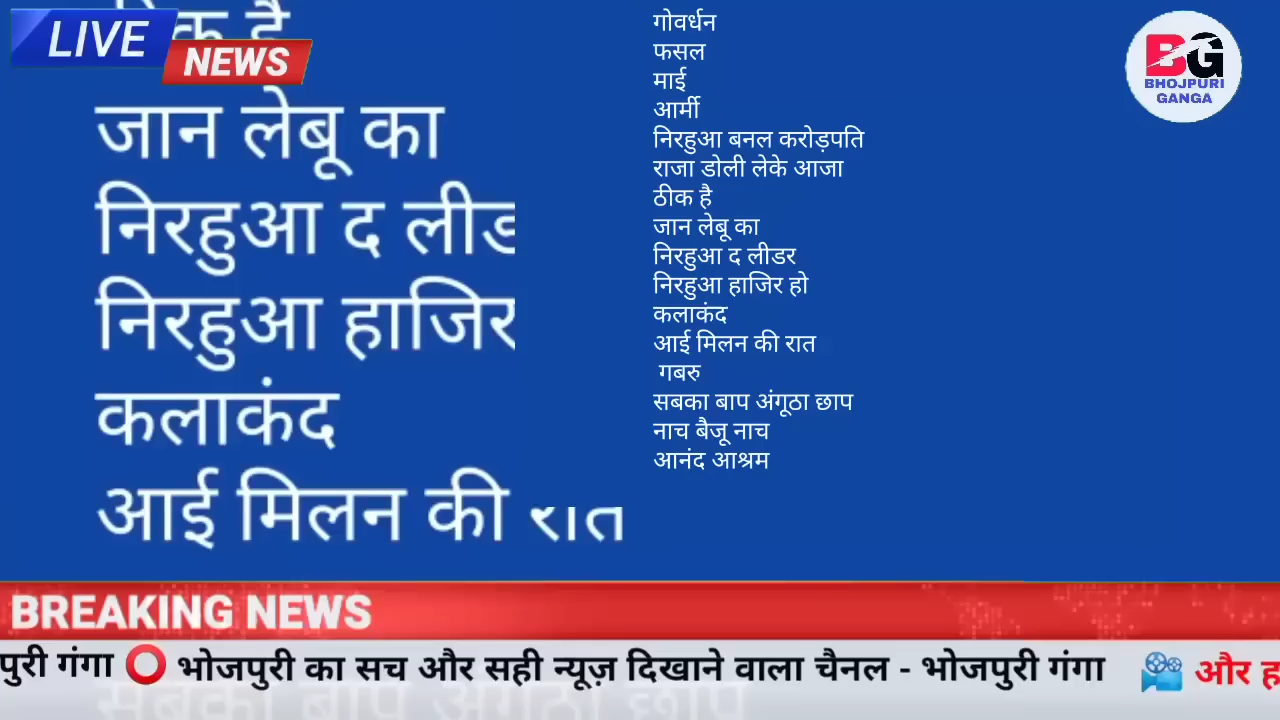 LIVE
NEWS
ठीक है
जान लेबू का
निरहुआ द लीड
निरहुआ हाजिर
कलाकंद
आई मिलन की रात
गोवर्धन
फसल
माई
आर्मी
निरहुआ बनल करोड़पति
राजा डोली लेके आजा
ठीक है
जान लेबू का
निरहुआ द लीडर
निरहुआ हाजिर हो
कलाकंद
आई मिलन की रात
गबरु
सबका बाप अंगूठा छाप
नाच बैजू नाच
आनंद आश्रम
BG
BHOJPURI
GANGA
BREAKING NEWS
पुरी गंगा ⭕ भोजपुरी का सच और सही न्यूज़ दिखाने वाला चैनल - भोजपुरी गंगा 🎥 और ह
सबका बाप अंगूठा छाप